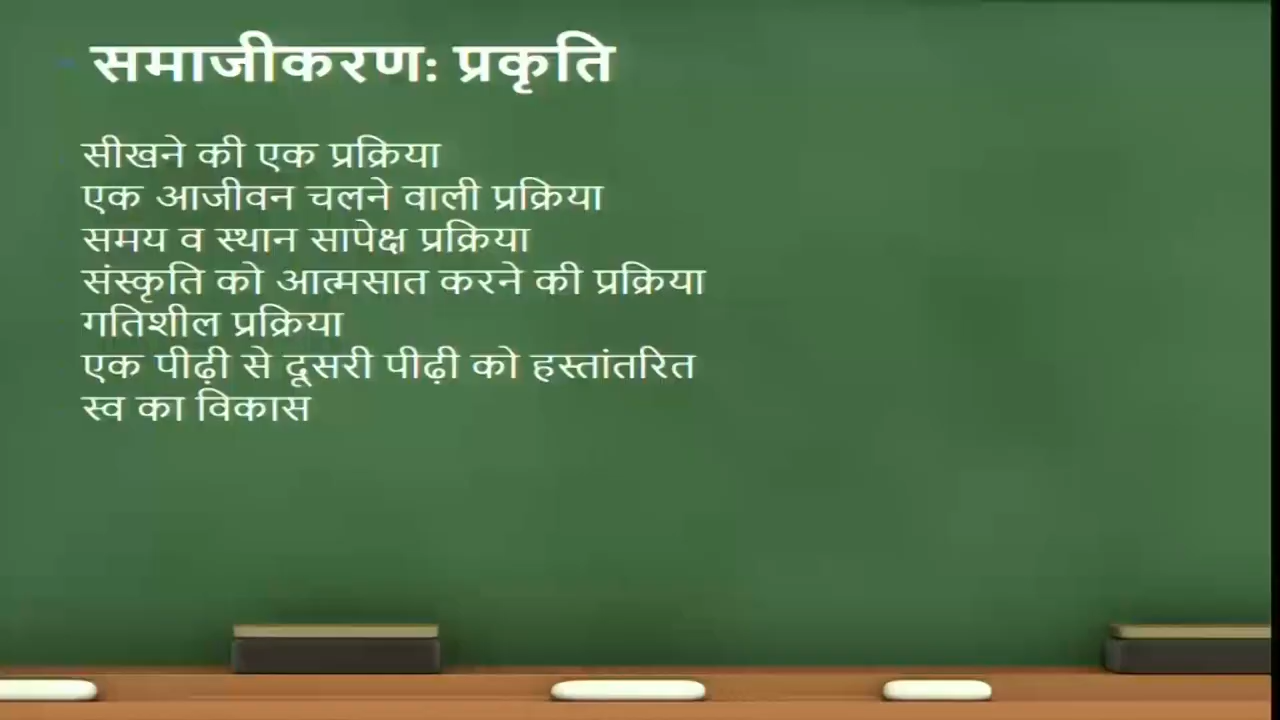 समाजीकरण: प्रकृति
सीखने की एक प्रक्रिया
एक आजीवन चलने वाली प्रक्रिया
समय व स्थान सापेक्ष प्रक्रिया
संस्कृति को आत्मसात करने की प्रक्रिया
गतिशील प्रक्रिया
एक पीढ़ी से दूसरी पीढ़ी को हस्तांतरित
स्व का विकास